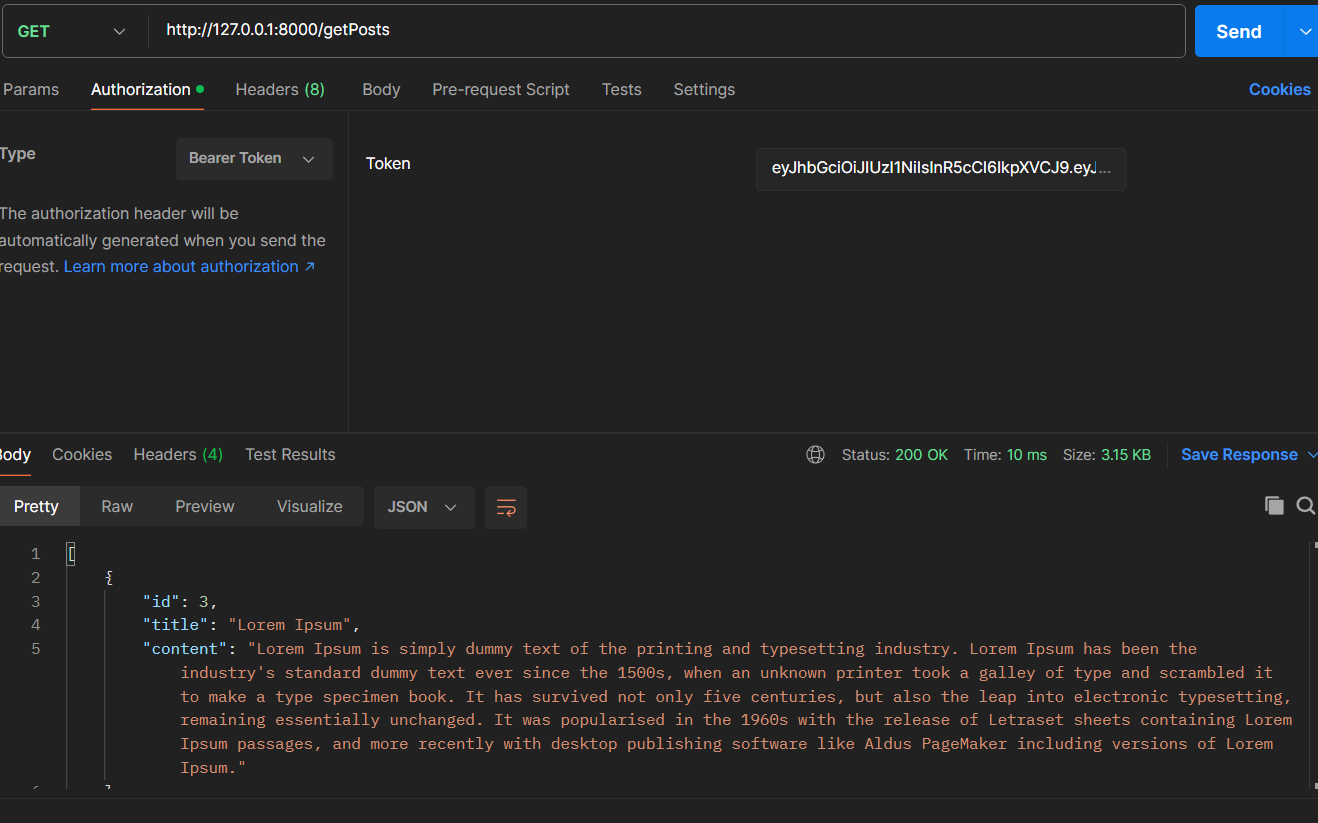 GET http://127.0.0.1:8000/getPosts Send
Params Authorization Headers (8) Body Pre-request Script Tests Settings Cookies
Type Bearer Token
The authorization header will be
automatically generated when you send the
request. Learn more about authorization ↗
Token eyJhbGciOiJIUzI1NiIsInR5cCI6IkpXVCJ9.eyJ...
Body Cookies Headers (4) Test Results Status: 200 OK Time: 10 ms Size: 3.15 KB Save Response
Pretty Raw Preview Visualize JSON
1 [
2 {
3 "id": 3,
4 "title": "Lorem Ipsum",
5 "content": "Lorem Ipsum is simply dummy text of the printing and typesetting industry. Lorem Ipsum has been the
industry's standard dummy text ever since the 1500s, when an unknown printer took a galley of type and scrambled it
to make a type specimen book. It has survived not only five centuries, but also the leap into electronic typesetting,
remaining essentially unchanged. It was popularised in the 1960s with the release of Letraset sheets containing Lorem
Ipsum passages, and more recently with desktop publishing software like Aldus PageMaker including versions of Lorem
Ipsum."